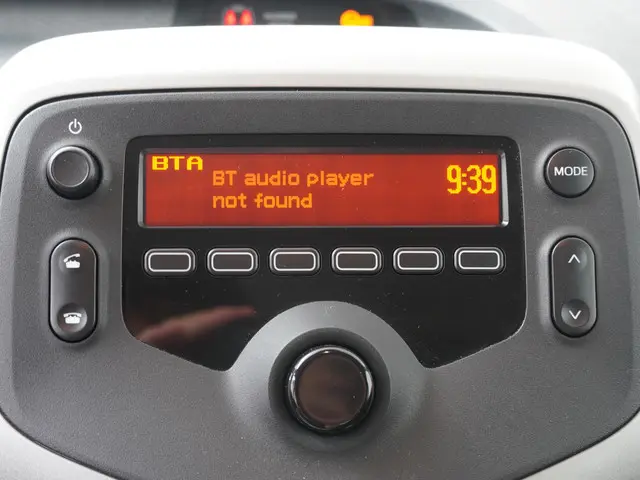 BTA
BT audio player
not found
9:39
MODE